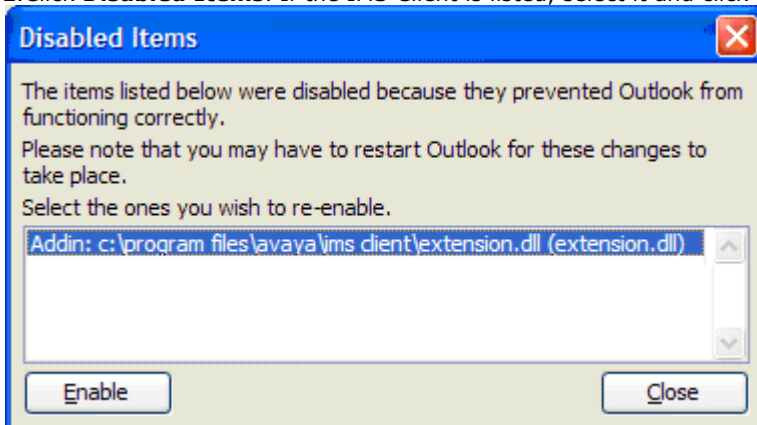 Disabled Items
The items listed below were disabled because they prevented Outlook from
functioning correctly.
Please note that you may have to restart Outlook for these changes to
take place.
Select the ones you wish to re-enable.
Addin: c:\program files\avaya\ims client\extension.dll (extension.dll)
Enable
Close